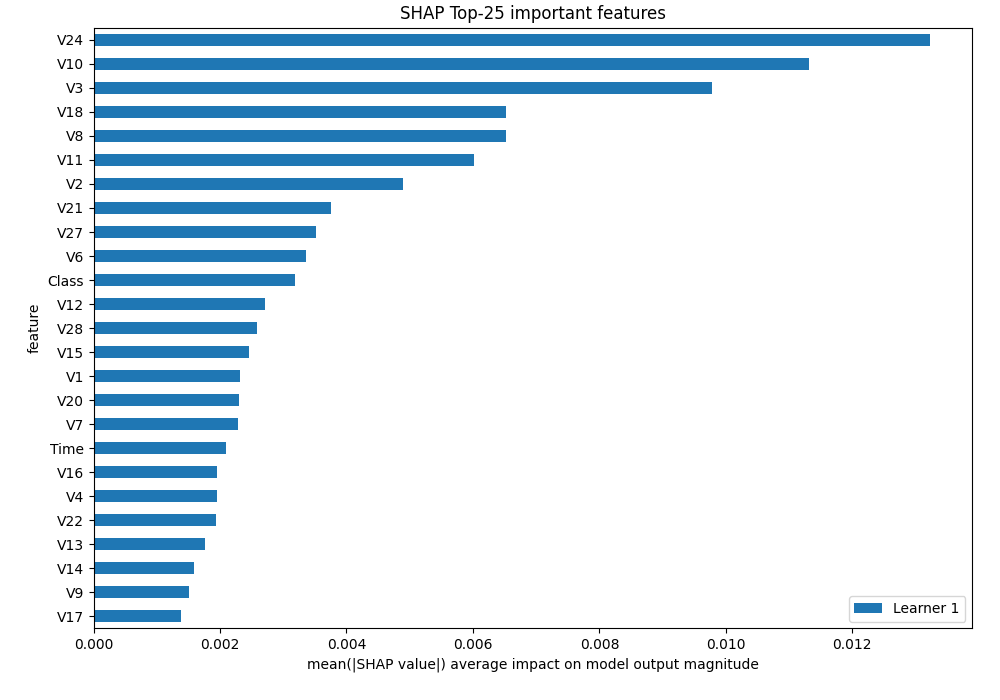 SHAP Top-25 important features
V24
V10
V3
V18
V8
V11
V2
V21
V27
V6
Class
V12
V28
V15
V1
V20
V7
Time
V16
V4
V22
V13
V14
V9
V17
feature
Learner 1
0.000 0.002 0.004 0.006 0.008 0.010 0.012
mean(|SHAP value|) average impact on model output magnitude